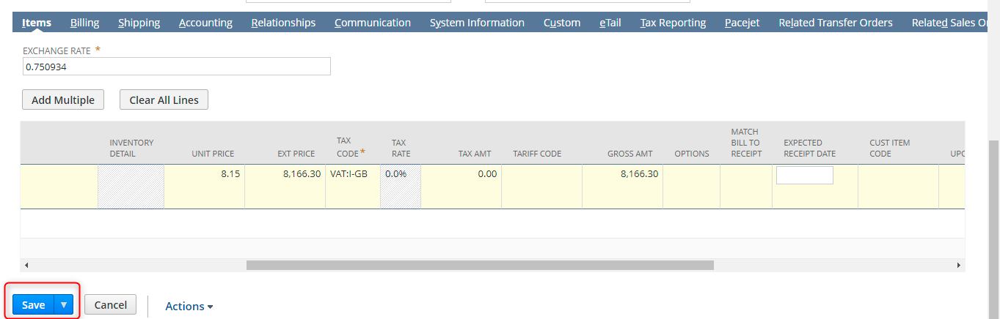 Items Billing Shipping Accounting Relationships Communication System Information Custom eTail Tax Reporting Pacejet Related Transfer Orders Related Sales
EXCHANGE RATE *
0.750934
Add Multiple Clear All Lines
INVENTORY DETAIL UNIT PRICE EXT PRICE TAX CODE* TAX RATE TAX AMT TARIFF CODE GROSS AMT OPTIONS MATCH BILL TO RECEIPT EXPECTED RECEIPT DATE CUST ITEM CODE
8.15 8,166.30 VAT:I-GB 0.0% 0.00 8,166.30
Save Cancel Actions